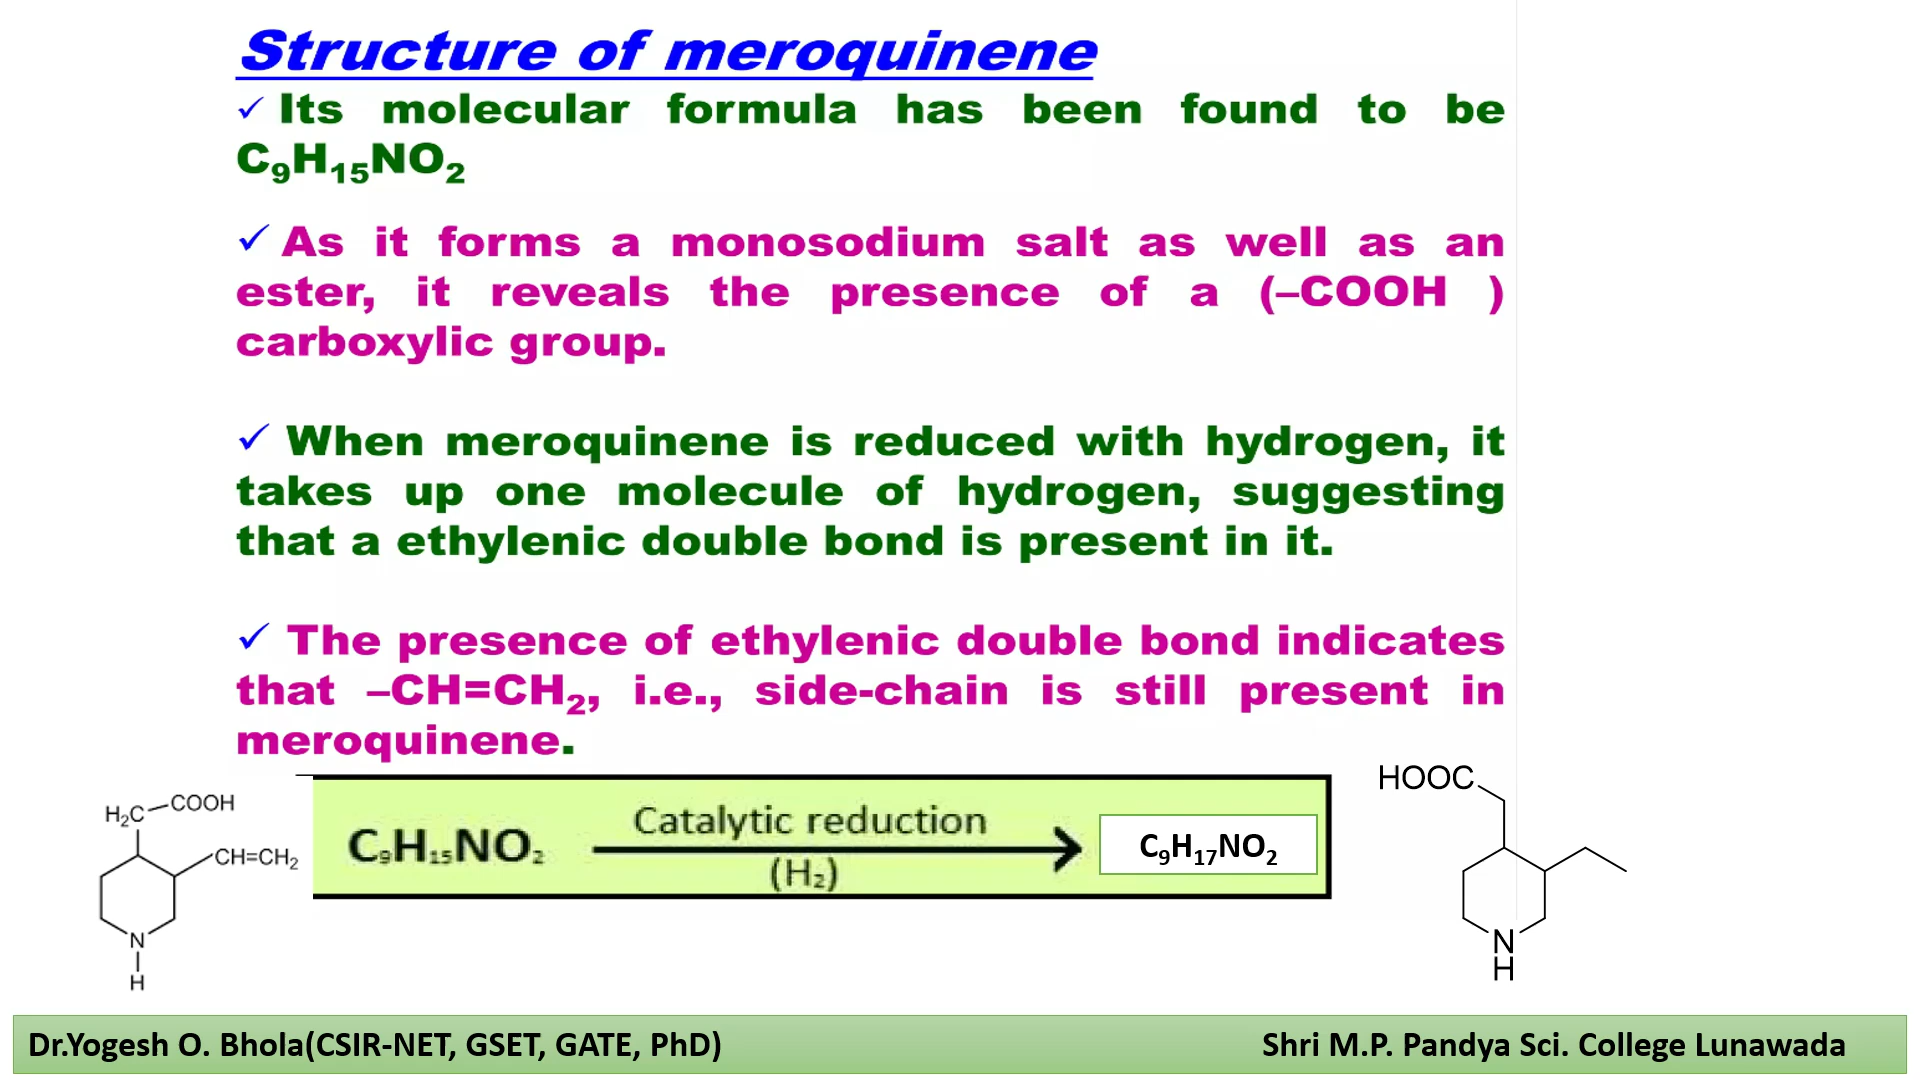 Structure of meroquinene
✓ Its molecular formula has been found to be
C₉H₁₅NO₂
✓ As it forms a monosodium salt as well as an
ester, it reveals the presence of a (–COOH )
carboxylic group.
✓ When meroquinene is reduced with hydrogen, it
takes up one molecule of hydrogen, suggesting
that a ethylenic double bond is present in it.
✓ The presence of ethylenic double bond indicates
that –CH=CH₂, i.e., side-chain is still present in
meroquinene.
H₂C
COOH
CH=CH₂
N
H
C₉H₁₅NO₂
Catalytic reduction
(H₂)
C₉H₁₇NO₂
HOOC
N
H
Dr.Yogesh O. Bhola(CSIR-NET, GSET, GATE, PhD)
Shri M.P. Pandya Sci. College Lunawada